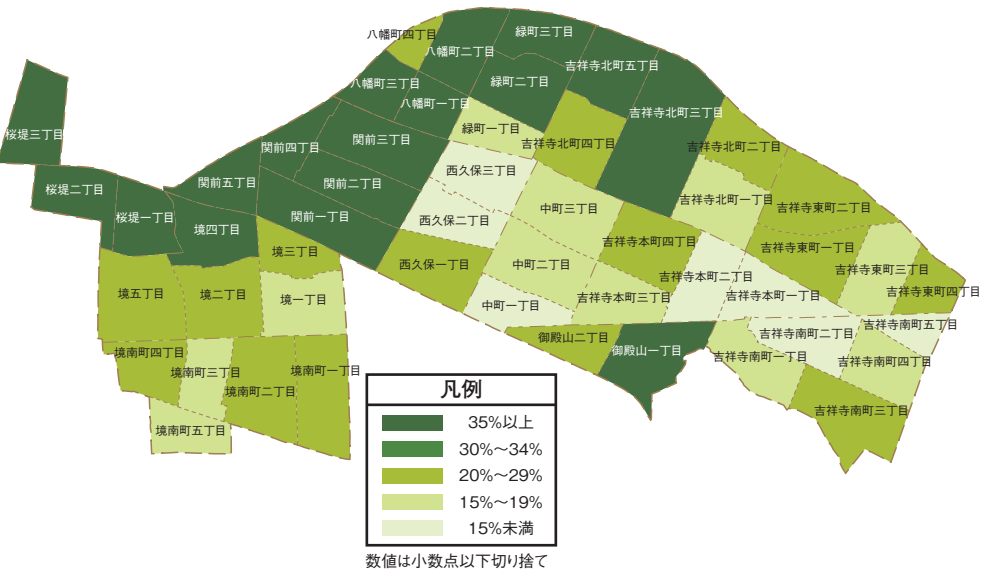 八幡町四丁目
緑町三丁目
八幡町二丁目
吉祥寺北町五丁目
八幡町三丁目
緑町二丁目
八幡町一丁目
吉祥寺北町三丁目
桜堤三丁目
緑町一丁目
関前三丁目
吉祥寺北町四丁目
関前四丁目
吉祥寺北町二丁目
西久保三丁目
関前五丁目
関前二丁目
桜堤二丁目
吉祥寺北町一丁目
中町三丁目
吉祥寺東町二丁目
桜堤一丁目
関前一丁目
西久保二丁目
境四丁目
吉祥寺本町四丁目
吉祥寺東町一丁目
境三丁目
西久保一丁目
中町二丁目
吉祥寺東町三丁目
吉祥寺本町二丁目
境五丁目
境二丁目
吉祥寺東町四丁目
吉祥寺本町一丁目
吉祥寺本町三丁目
境一丁目
中町一丁目
吉祥寺南町五丁目
吉祥寺南町二丁目
御殿山二丁目
御殿山一丁目
境南町四丁目
吉祥寺南町一丁目
吉祥寺南町四丁目
境南町三丁目
境南町一丁目
境南町二丁目
吉祥寺南町三丁目
境南町五丁目
凡例
35%以上
30%〜34%
20%〜29%
15%〜19%
15%未満
数値は小数点以下切り捨て